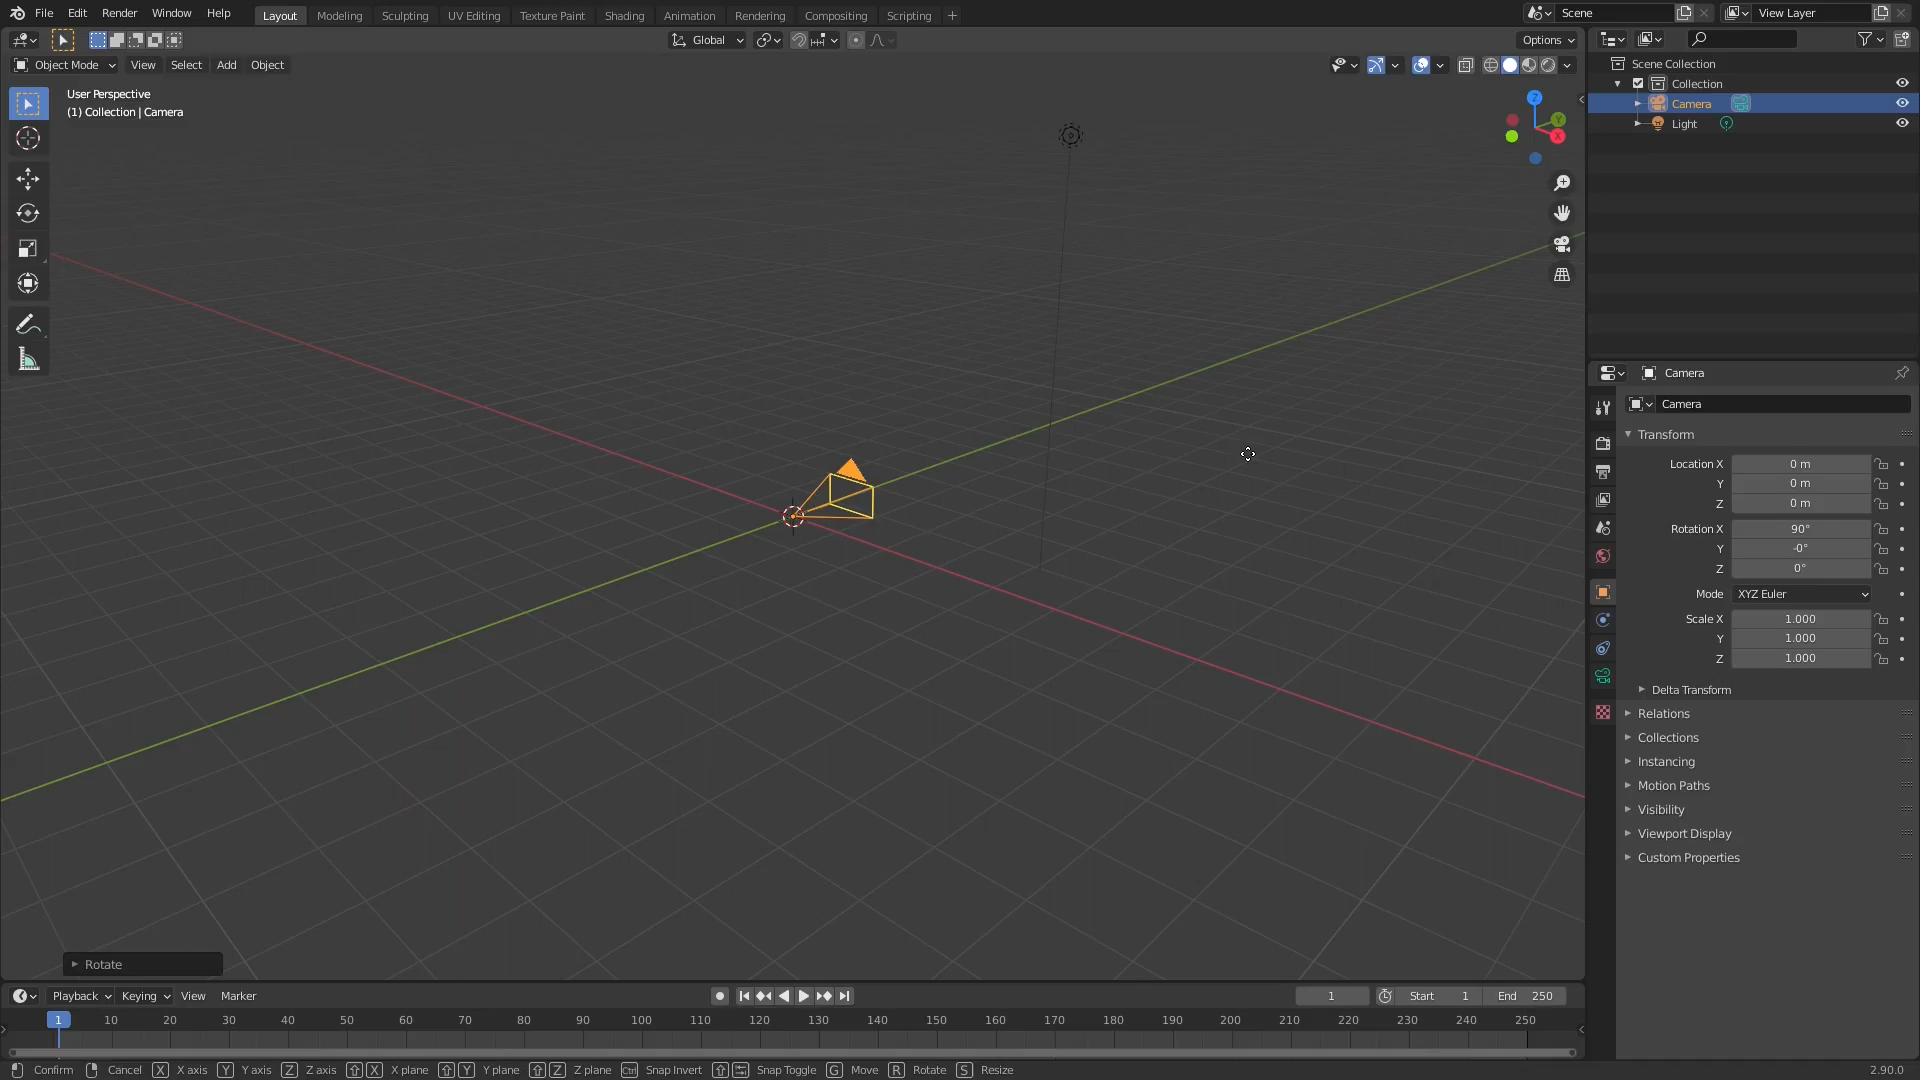 File Edit Render Window Help Layout Modeling Sculpting UV Editing Texture Paint Shading Animation Rendering Compositing Scripting + Scene View Layer
Global Options
Object Mode View Select Add Object
User Perspective
(1) Collection | Camera
Z
Y
X
Scene Collection
Collection
Camera
Light
Camera
Camera
Transform
Location X 0 m
Y 0 m
Z 0 m
Rotation X 90°
Y -0°
Z 0°
Mode XYZ Euler
Scale X 1.000
Y 1.000
Z 1.000
Delta Transform
Relations
Collections
Instancing
Motion Paths
Visibility
Viewport Display
Custom Properties
Rotate
Playback Keying View Marker 1 Start 1 End 250
1 10 20 30 40 50 60 70 80 90 100 110 120 130 140 150 160 170 180 190 200 210 220 230 240 250
Confirm Cancel X X axis Y Y axis Z Z axis X X plane Y Y plane Z Z plane Ctrl Snap Invert Snap Toggle G Move R Rotate S Resize 2.90.0